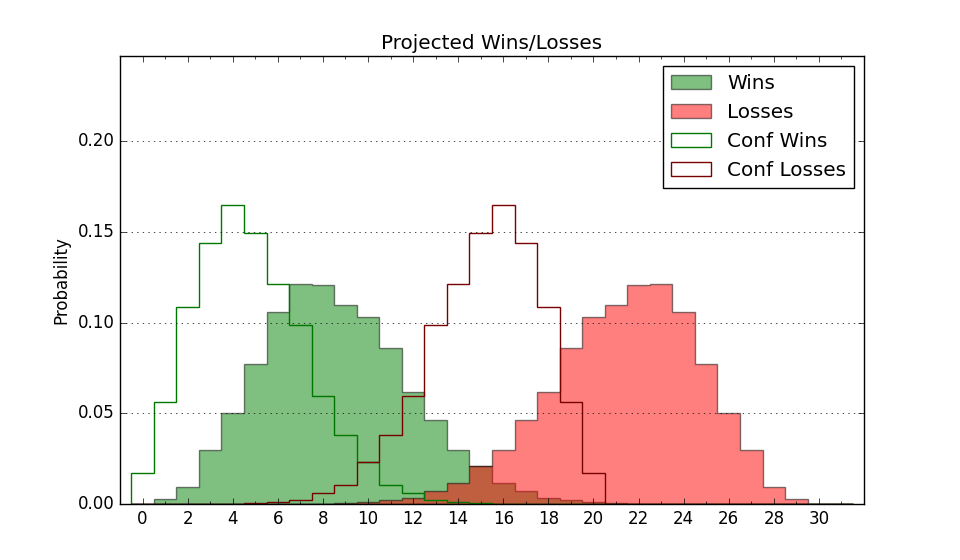 Projected Wins/Losses
Wins
Losses
Conf Wins
Conf Losses
Probability
0.20
0.15
0.10
0.05
0.00
0 2 4 6 8 10 12 14 16 18 20 22 24 26 28 30